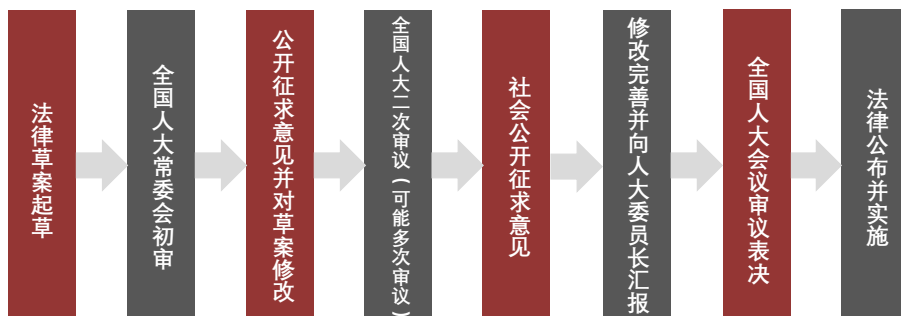 法律草案起草
全国人大常委会初审
公开征求意见并对草案修改
全国人大二次审议(可能多次审议)
社会公开征求意见
修改完善并向人大委员长汇报
全国人大会议审议表决
法律公布并实施